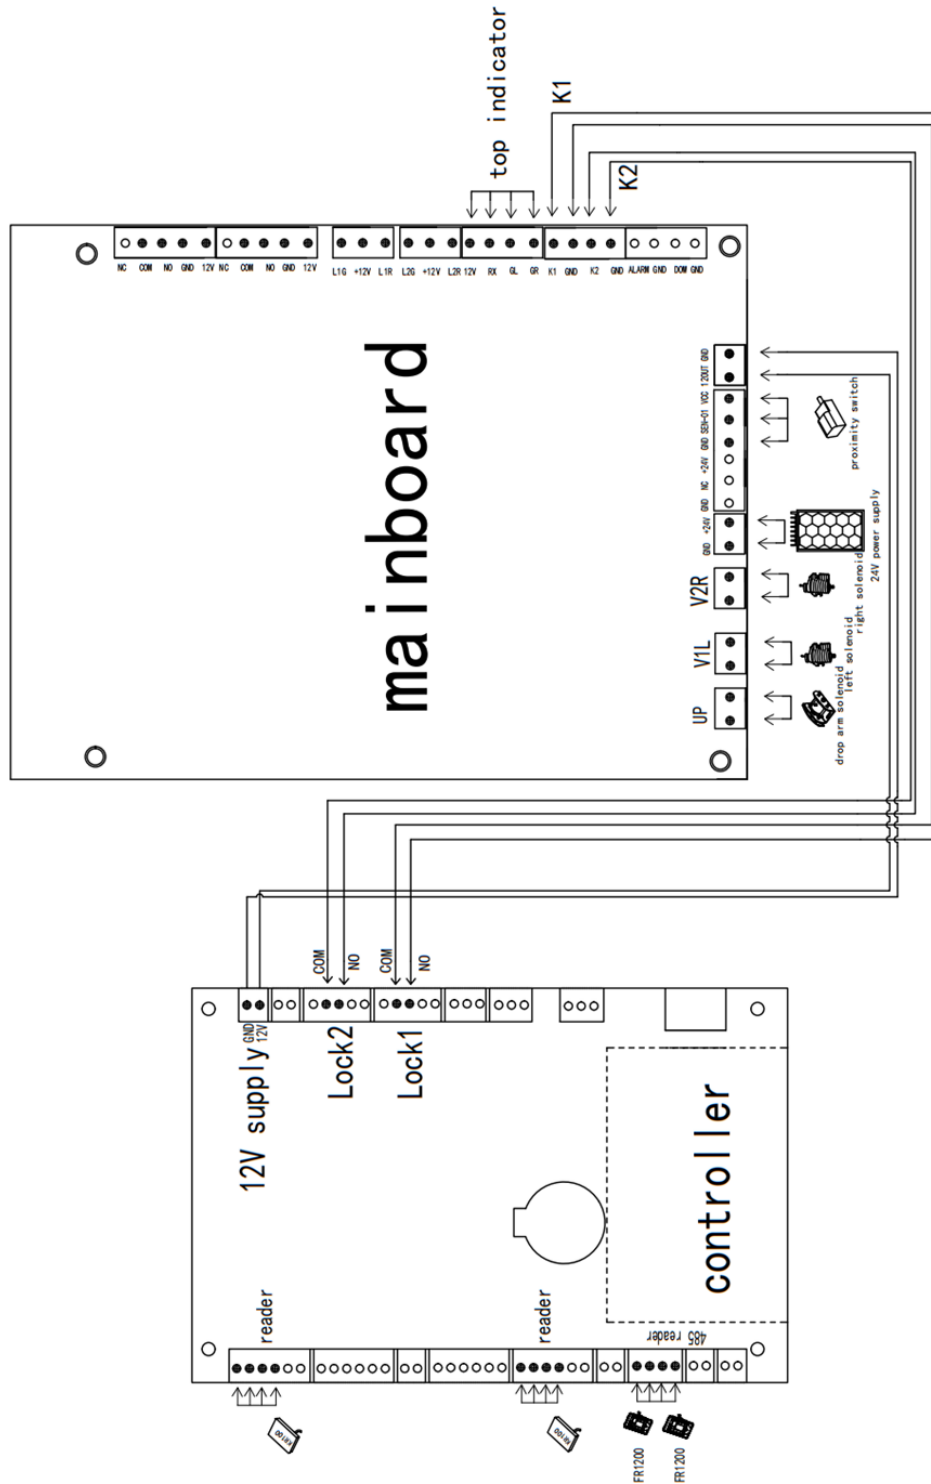 top indicator
K1
K2
NC COM NO GND 12V NC COM NO GND 12V L1G +12V L1R L2G +12V L2R 12V RX GL GR K1 GND K2 GND ALARM GND DOM GND
mainboard
GND
12OUT
VCC
SEN-01
GND
+24V
NC
GND
+24V
GND
V2R
V1L
UP
proximity switch
24V power supply
right solenoid
left solenoid
drop arm solenoid
COM
NO
COM
NO
GND
12V
12V supply
Lock2
Lock1
controller
reader
reader
485 reader
KR100
KR100
FR1200
FR1200